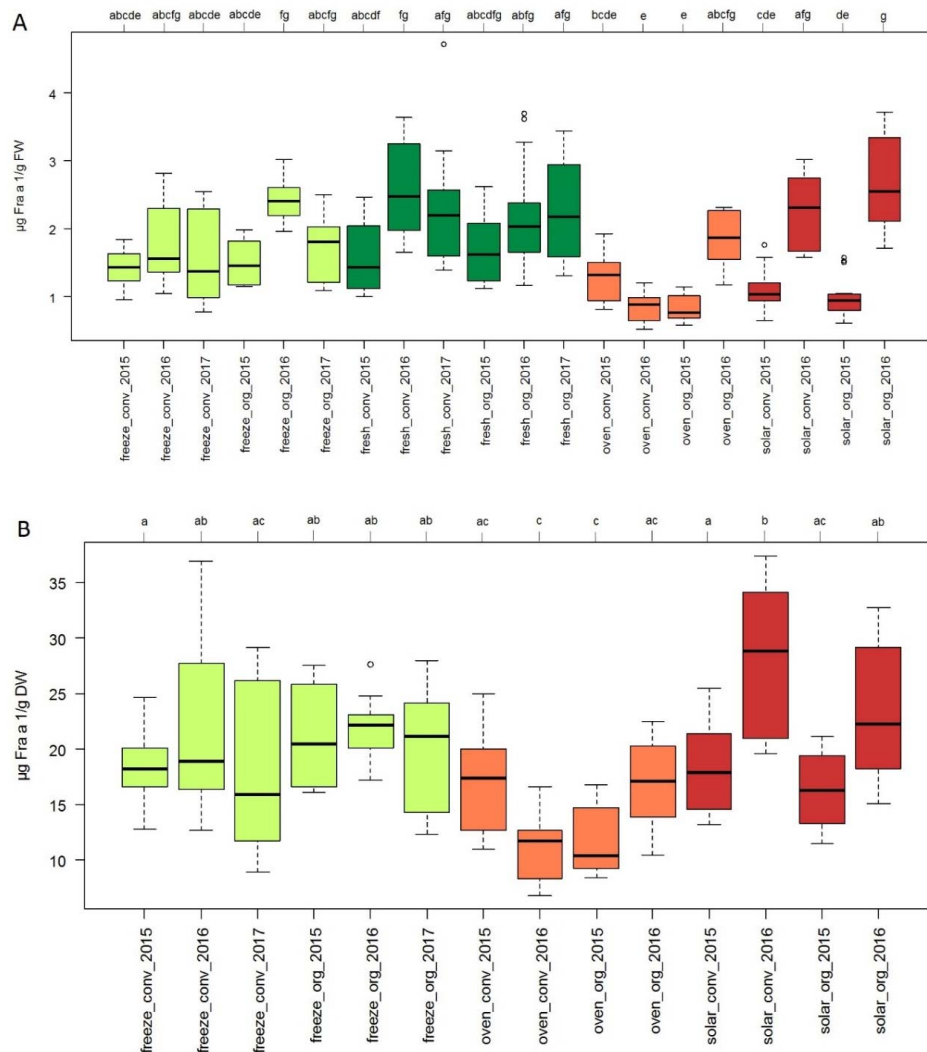 A
abcde abcfg abcde abcde fg abcfg abcdf fg afg abcdfg abfg afg bcde e e abcfg cde afg de g
µg Fra a 1/g FW
4
3
2
1
freeze_conv_2015
freeze_conv_2016
freeze_conv_2017
freeze_org_2015
freeze_org_2016
freeze_org_2017
fresh_conv_2015
fresh_conv_2016
fresh_conv_2017
fresh_org_2015
fresh_org_2016
fresh_org_2017
oven_conv_2015
oven_conv_2016
oven_org_2015
oven_org_2016
solar_conv_2015
solar_conv_2016
solar_org_2015
solar_org_2016
B
a ab ac ab ab ab ac c c ac a b ac ab
µg Fra a 1/g DW
35
30
25
20
15
10
freeze_conv_2015
freeze_conv_2016
freeze_conv_2017
freeze_org_2015
freeze_org_2016
freeze_org_2017
oven_conv_2015
oven_conv_2016
oven_org_2015
oven_org_2016
solar_conv_2015
solar_conv_2016
solar_org_2015
solar_org_2016